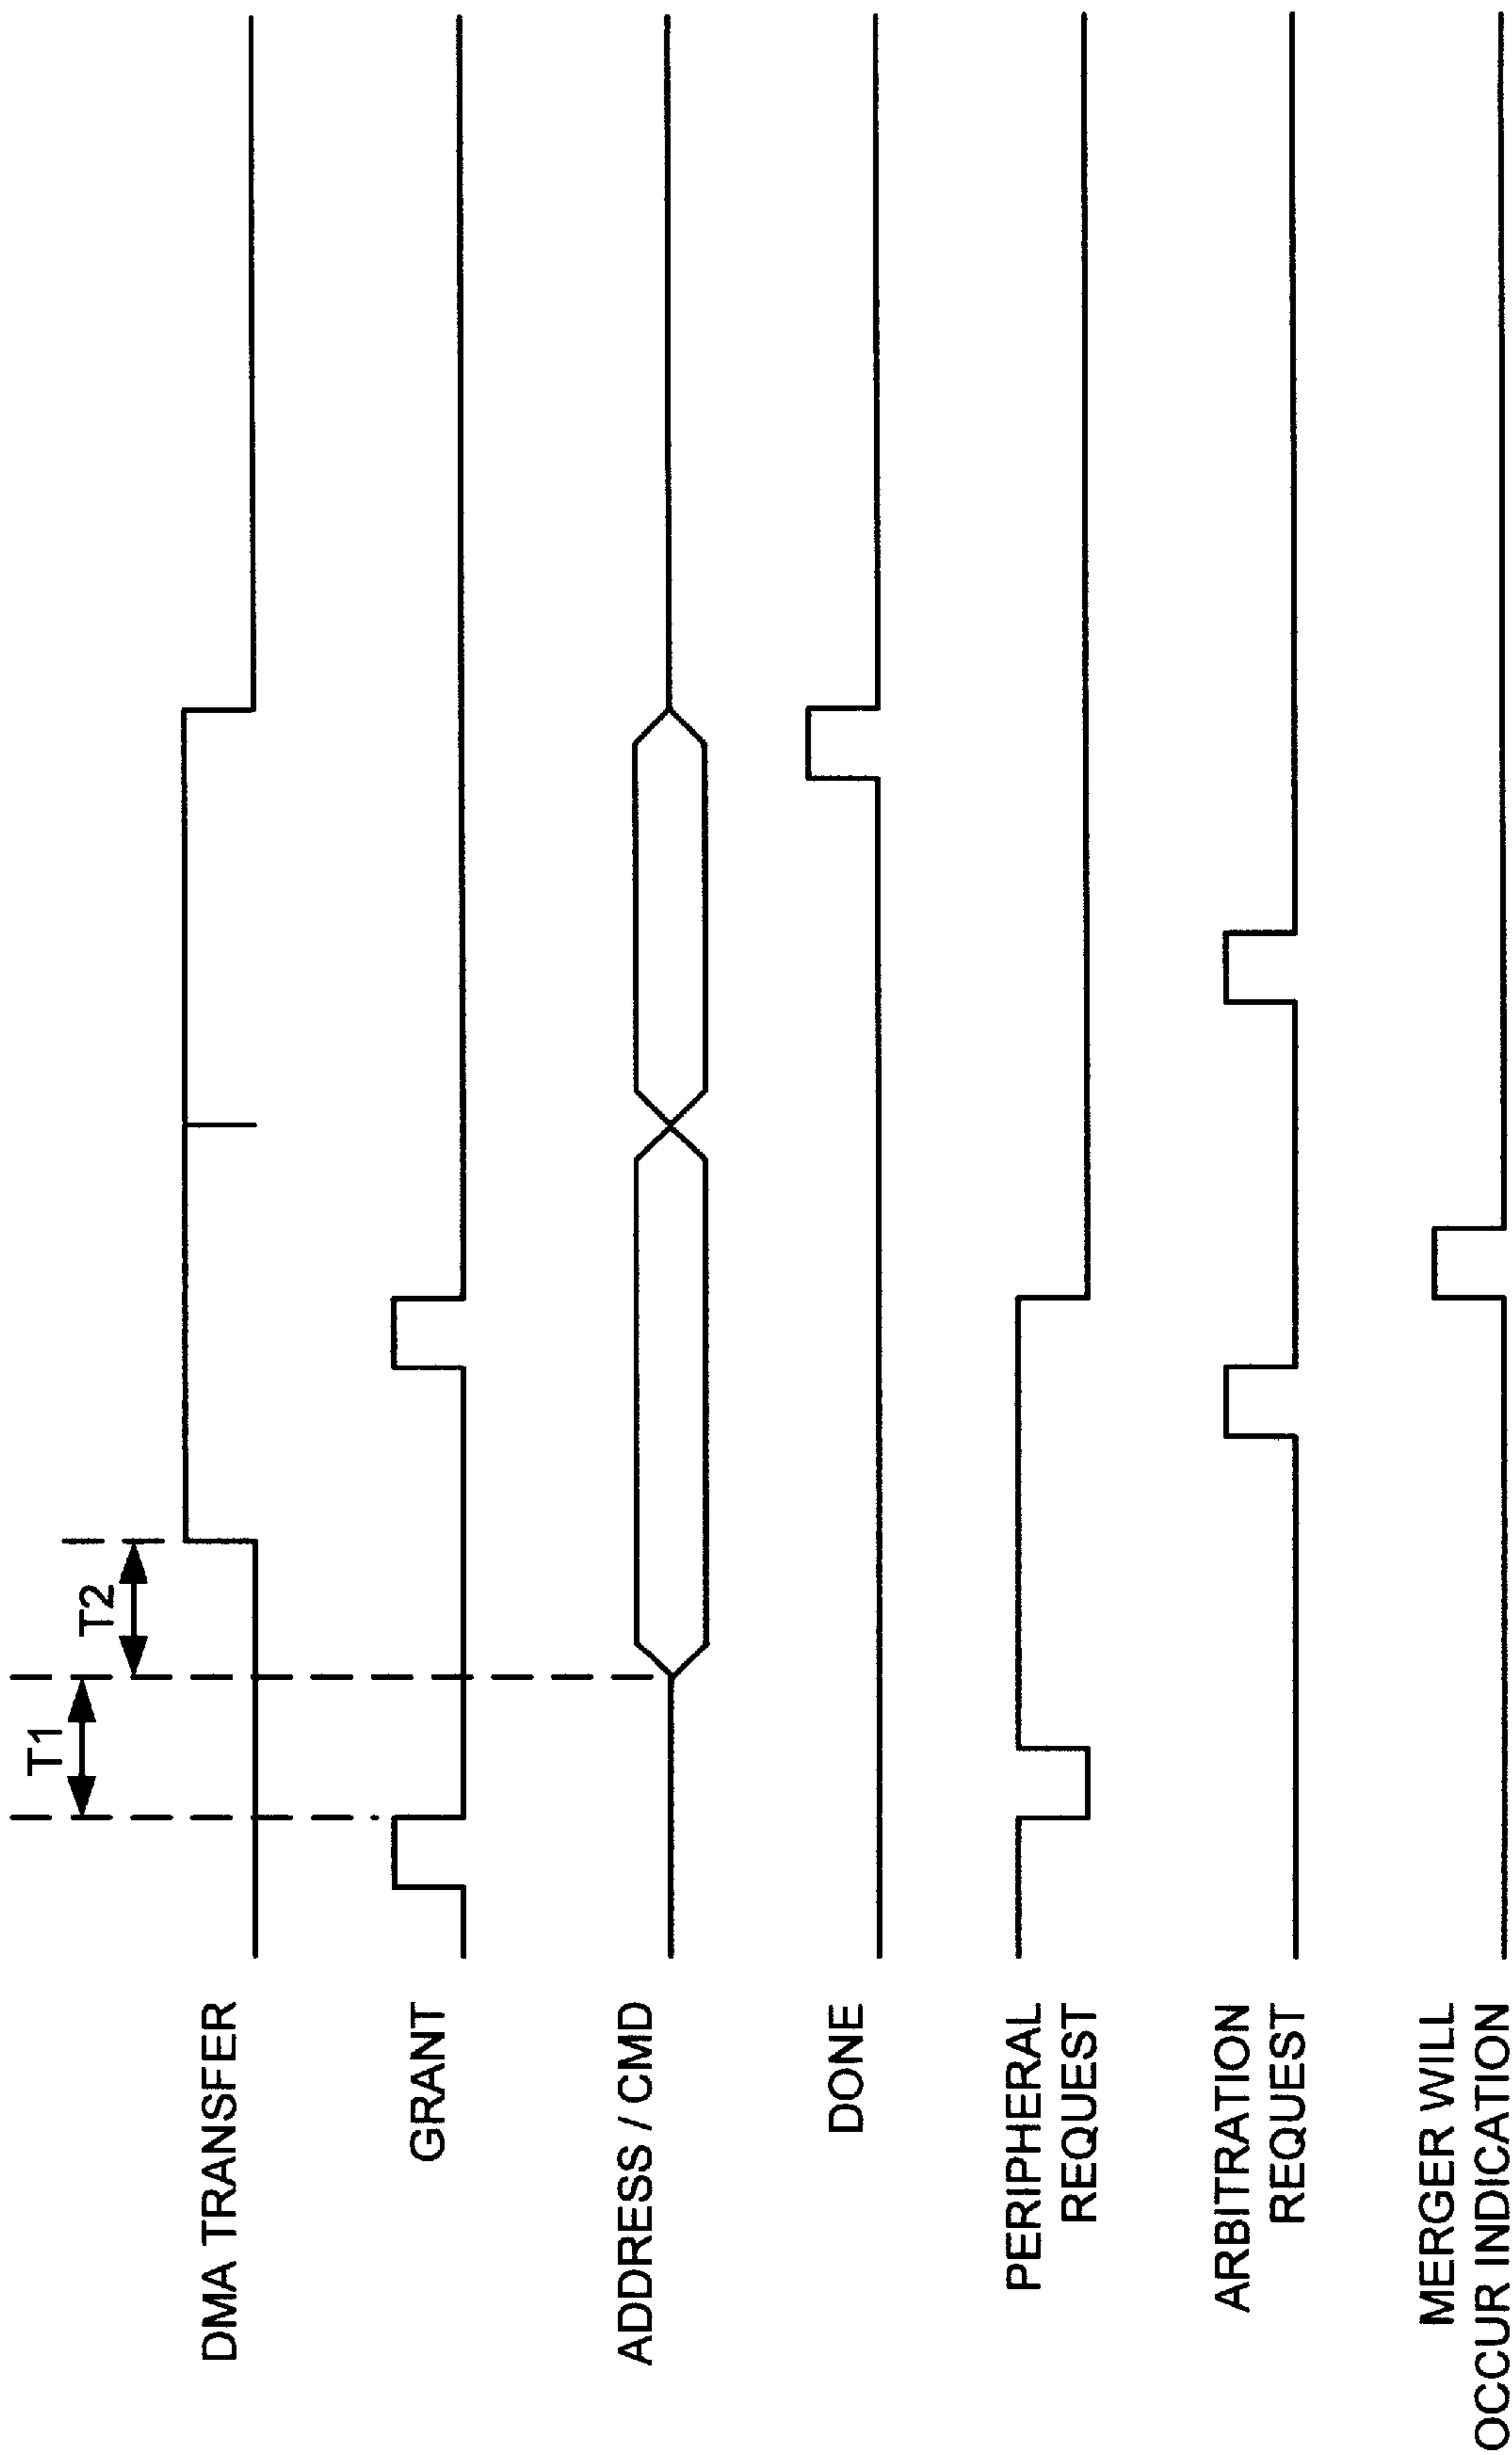 T1
T2
DMA TRANSFER
GRANT
ADDRESS / CMD
DONE
PERIPHERAL
REQUEST
ARBITRATION
REQUEST
MERGER WILL
OCCUR INDICATION